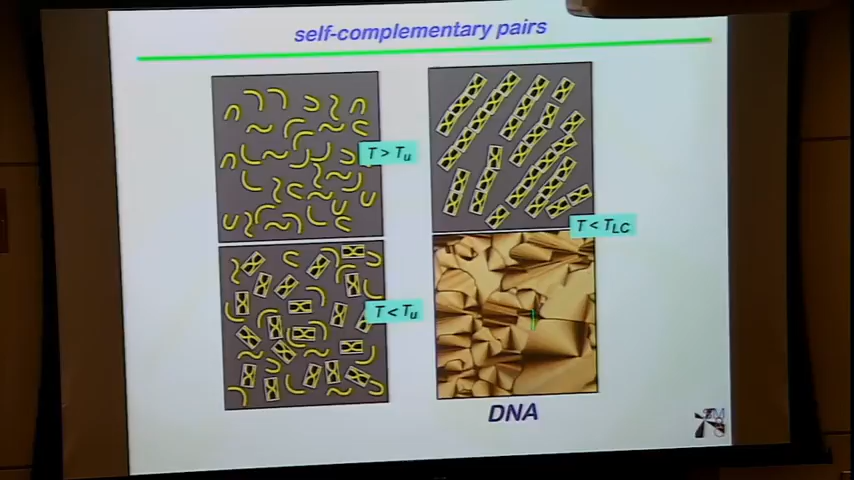 self-complementary pairs
T > Tu
T < TLC
T < Tu
DNA